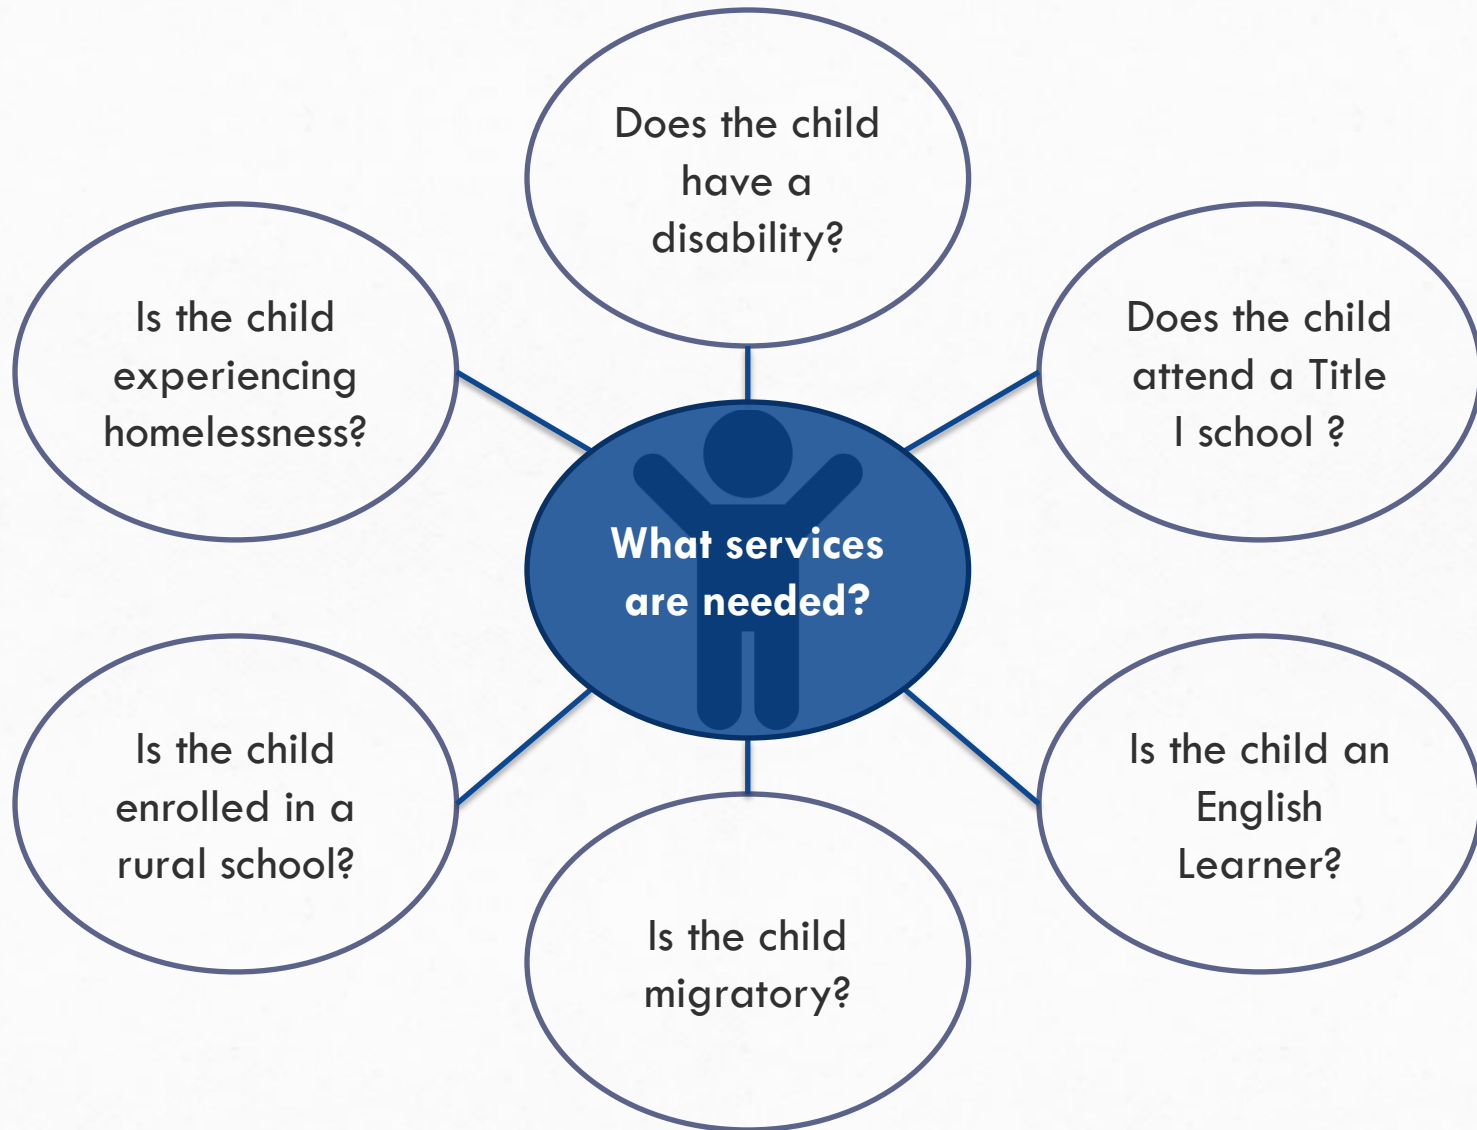 Does the child
have a
disability?
Is the child
experiencing
homelessness?
Does the child
attend a Title
I school ?
What services
are needed?
Is the child
enrolled in a
rural school?
Is the child an
English
Learner?
Is the child
migratory?